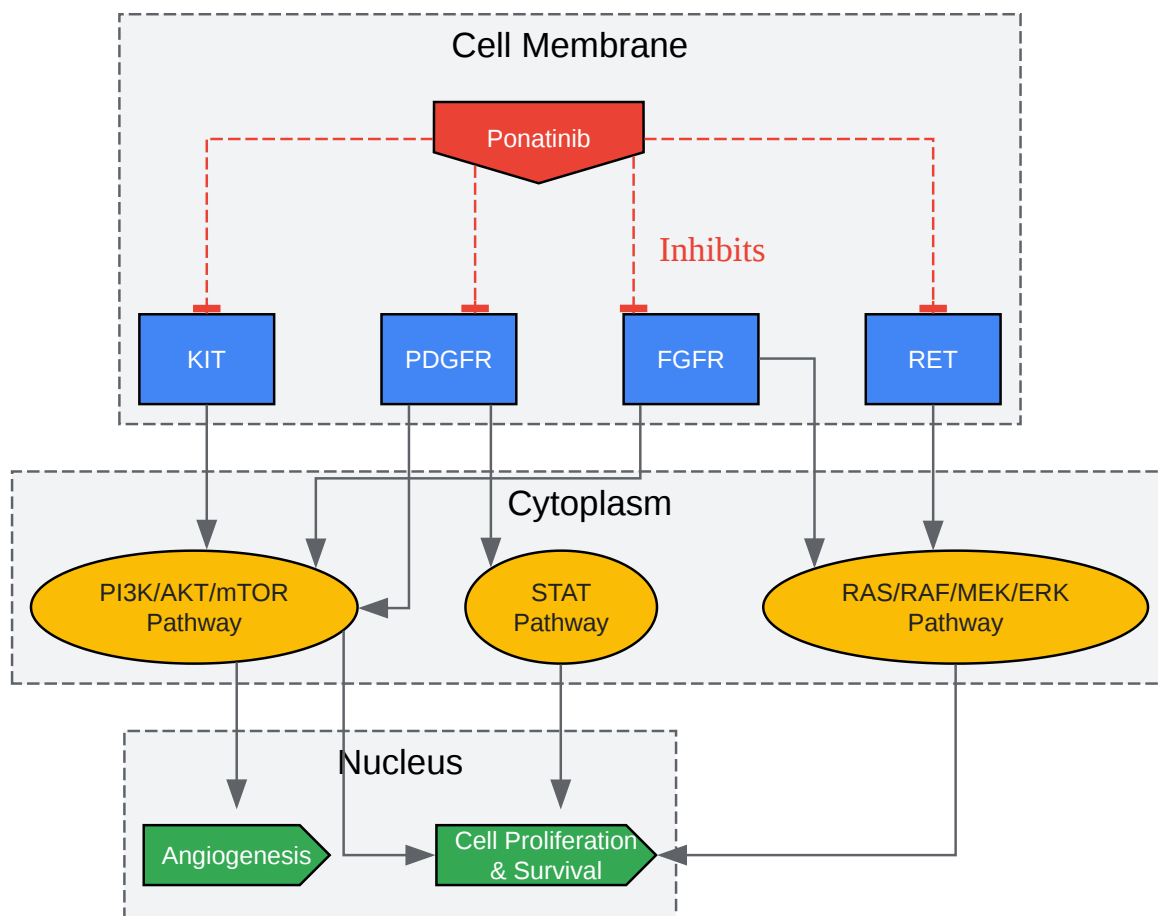 Cell Membrane
Ponatinib
Inhibits
KIT
PDGFR
FGFR
RET
Cytoplasm
PI3K/AKT/mTOR
Pathway
STAT
Pathway
RAS/RAF/MEK/ERK
Pathway
Nucleus
Angiogenesis
Cell Proliferation
& Survival